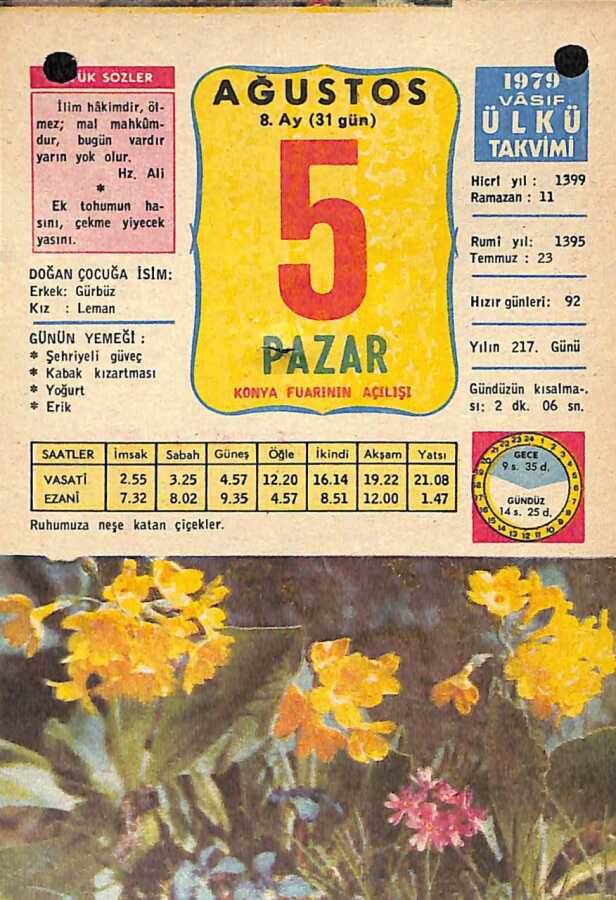 ÜK SÖZLER
İlim hâkimdir, öl-
mez; mal mahkûm-
dur, bugün vardır
yarın yok olur.
Hz. Ali
*
Ek tohumun ha-
sını, çekme yiyecek
yasını.
DOĞAN ÇOCUĞA İSİM:
Erkek: Gürbüz
Kız : Leman
GÜNÜN YEMEĞİ :
* Şehriyeli güveç
* Kabak kızartması
* Yoğurt
* Erik
AĞUSTOS
8. Ay (31 gün)
5
PAZAR
KONYA FUARININ AÇILIŞI
1979
VÂSIF
ÜLKÜ
TAKVİMİ
Hicrî yıl : 1399
Ramazan : 11
Rumî yıl: 1395
Temmuz : 23
Hızır günleri: 92
Yılın 217. Günü
Gündüzün kısalma-.
sı: 2 dk. 06 sn.
SAATLER İmsak Sabah Güneş Öğle İkindi Akşam Yatsı
VASATİ 2.55 3.25 4.57 12.20 16.14 19.22 21.08
EZANİ 7.32 8.02 9.35 4.57 8.51 12.00 1.47
GECE
9 s. 35 d.
GÜNDÜZ
14 s. 25 d.
Ruhumuza neşe katan çiçekler.